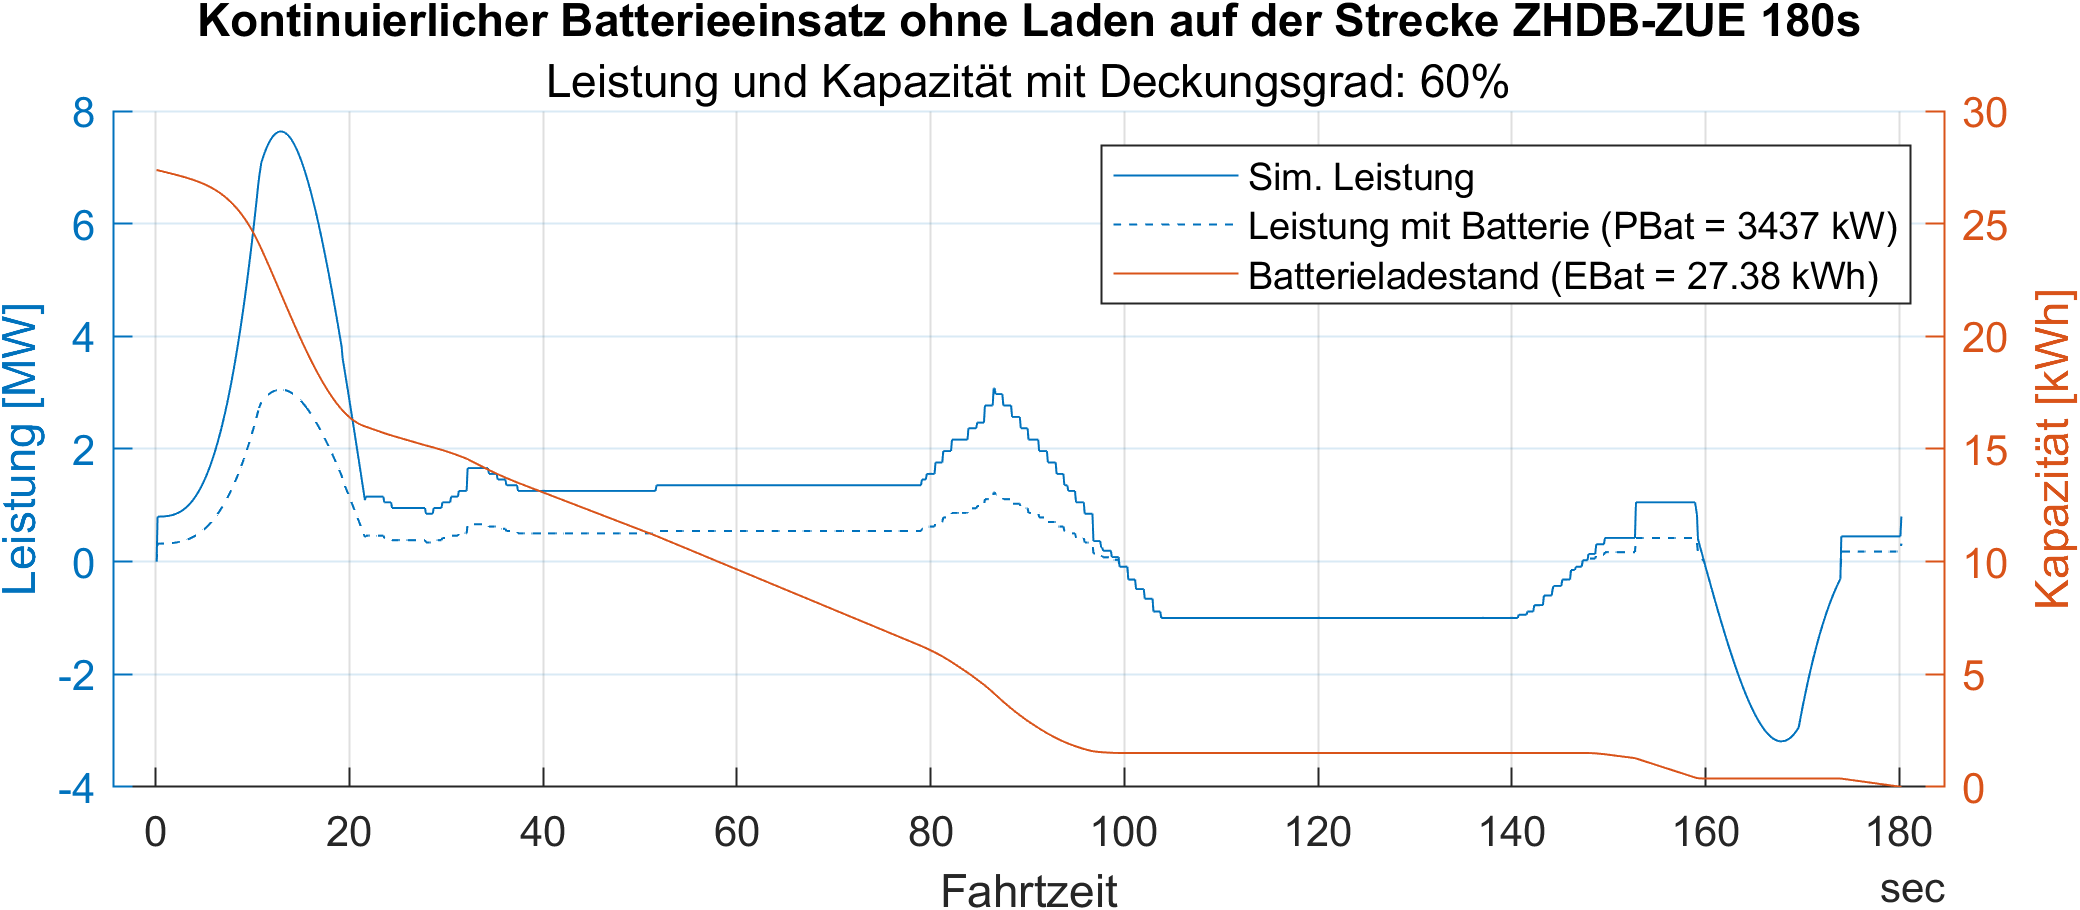 Kontinuierlicher Batterieeinsatz ohne Laden auf der Strecke ZHDB-ZUE 180s
Leistung und Kapazität mit Deckungsgrad: 60%
Leistung [MW]
8
6
4
2
0
-2
-4
Sim. Leistung
Leistung mit Batterie (PBat = 3437 kW)
Batterieladestand (EBat = 27.38 kWh)
30
25
20
15
10
5
0
Kapazität [kWh]
0 20 40 60 80 100 120 140 160 180
Fahrtzeit
sec